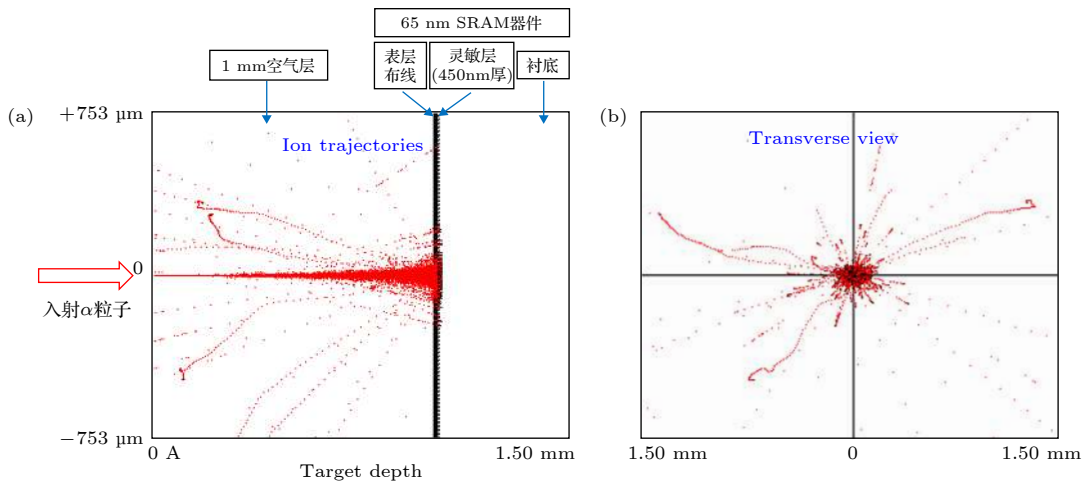 65 nm SRAM器件
1 mm空气层
表层
布线
灵敏层
(450nm厚)
衬底
(a)
+753 μm
Ion trajectories
0
入射α粒子
−753 μm
0 A
1.50 mm
Target depth
(b)
Transverse view
1.50 mm
0
1.50 mm